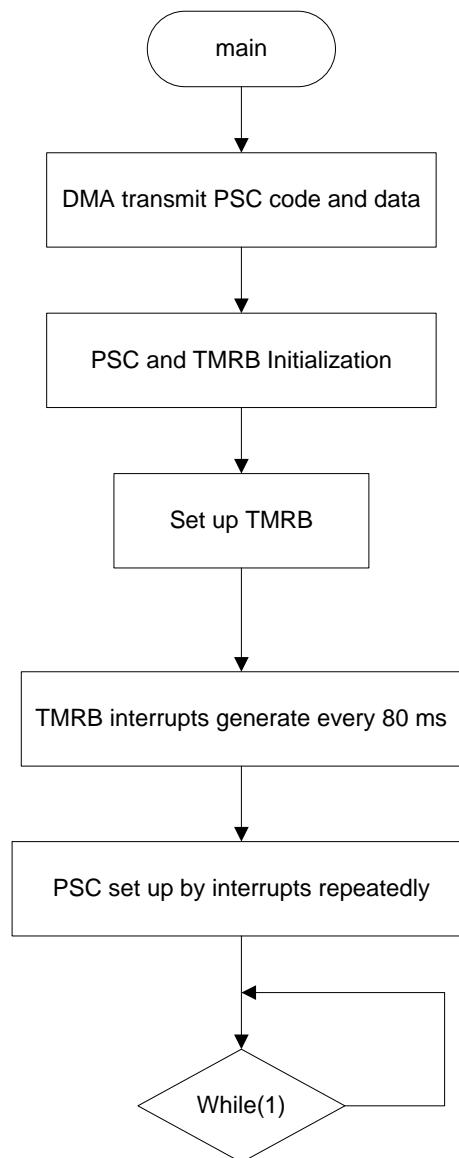 main
DMA transmit PSC code and data
PSC and TMRB Initialization
Set up TMRB
TMRB interrupts generate every 80 ms
PSC set up by interrupts repeatedly
While(1)